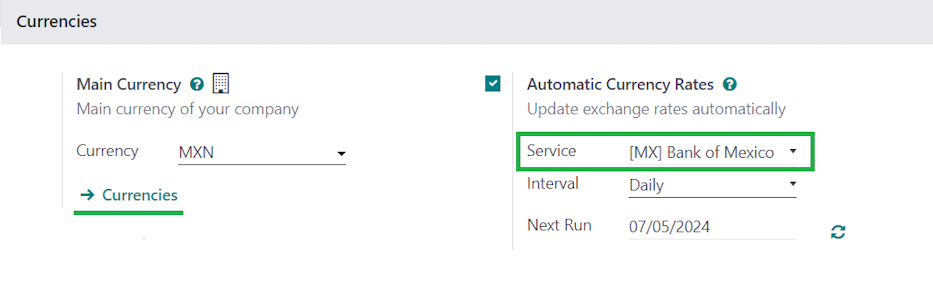 Currencies
Main Currency ?
Main currency of your company
Currency MXN
→ Currencies
Automatic Currency Rates ?
Update exchange rates automatically
Service [MX] Bank of Mexico
Interval Daily
Next Run 07/05/2024